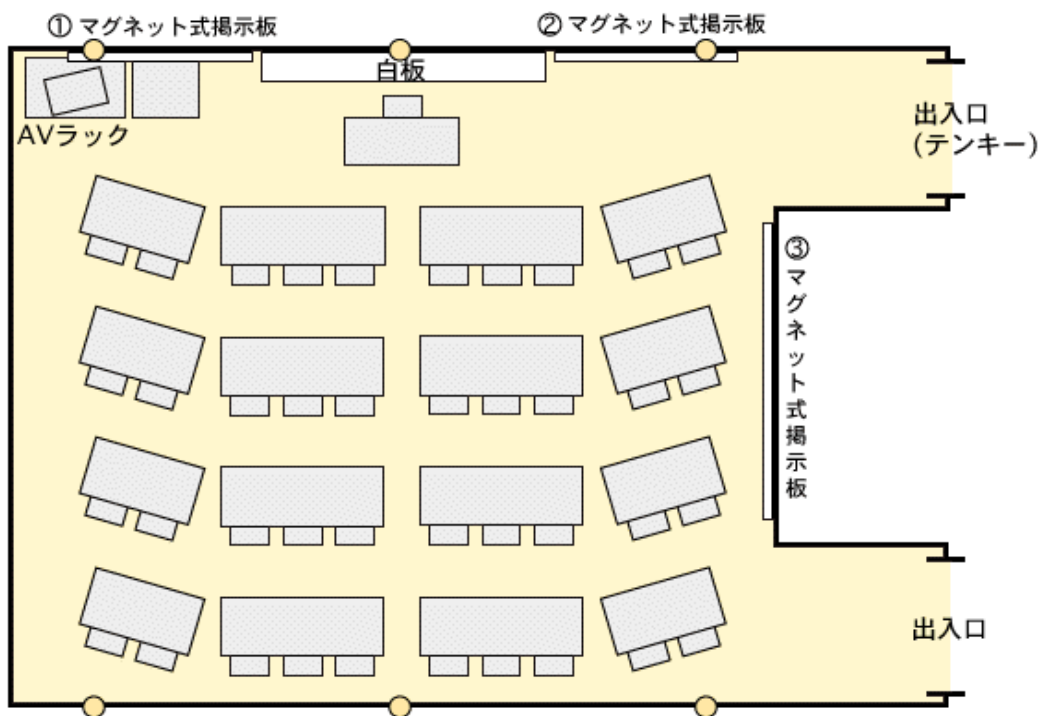 ① マグネット式掲示板
② マグネット式掲示板
白板
AVラック
出入口
(テンキー)
③マグネット式掲示板
出入口